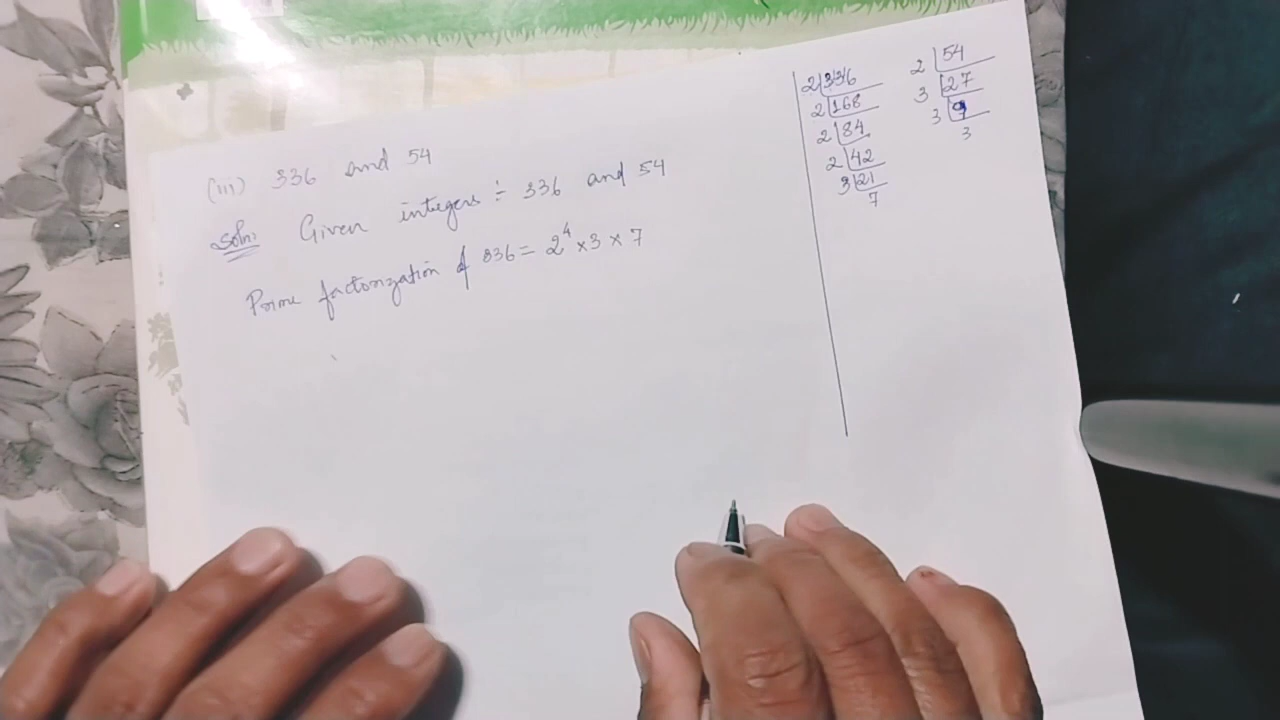 (iii) 336 and 54
Soln: Given integers ÷ 336 and 54
Prime factorization of 336 = 2⁴ × 3 × 7
2 | 336
2 | 168
2 | 84
2 | 42
3 | 21
7
2 | 54
3 | 27
3 | 9
3